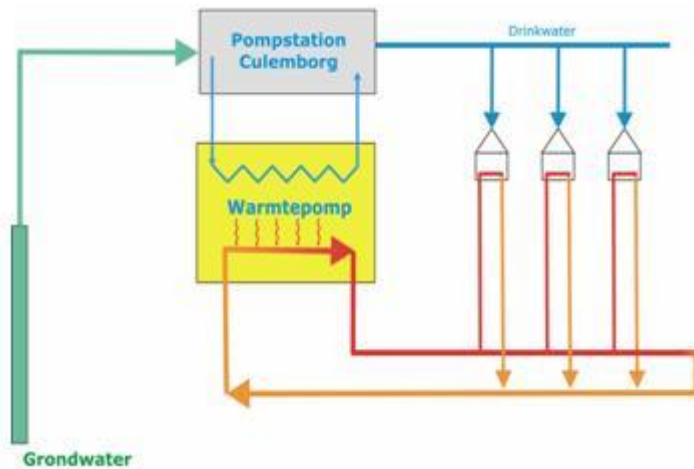 Pompstation
Culemborg
Drinkwater
Warmtepomp
Grondwater